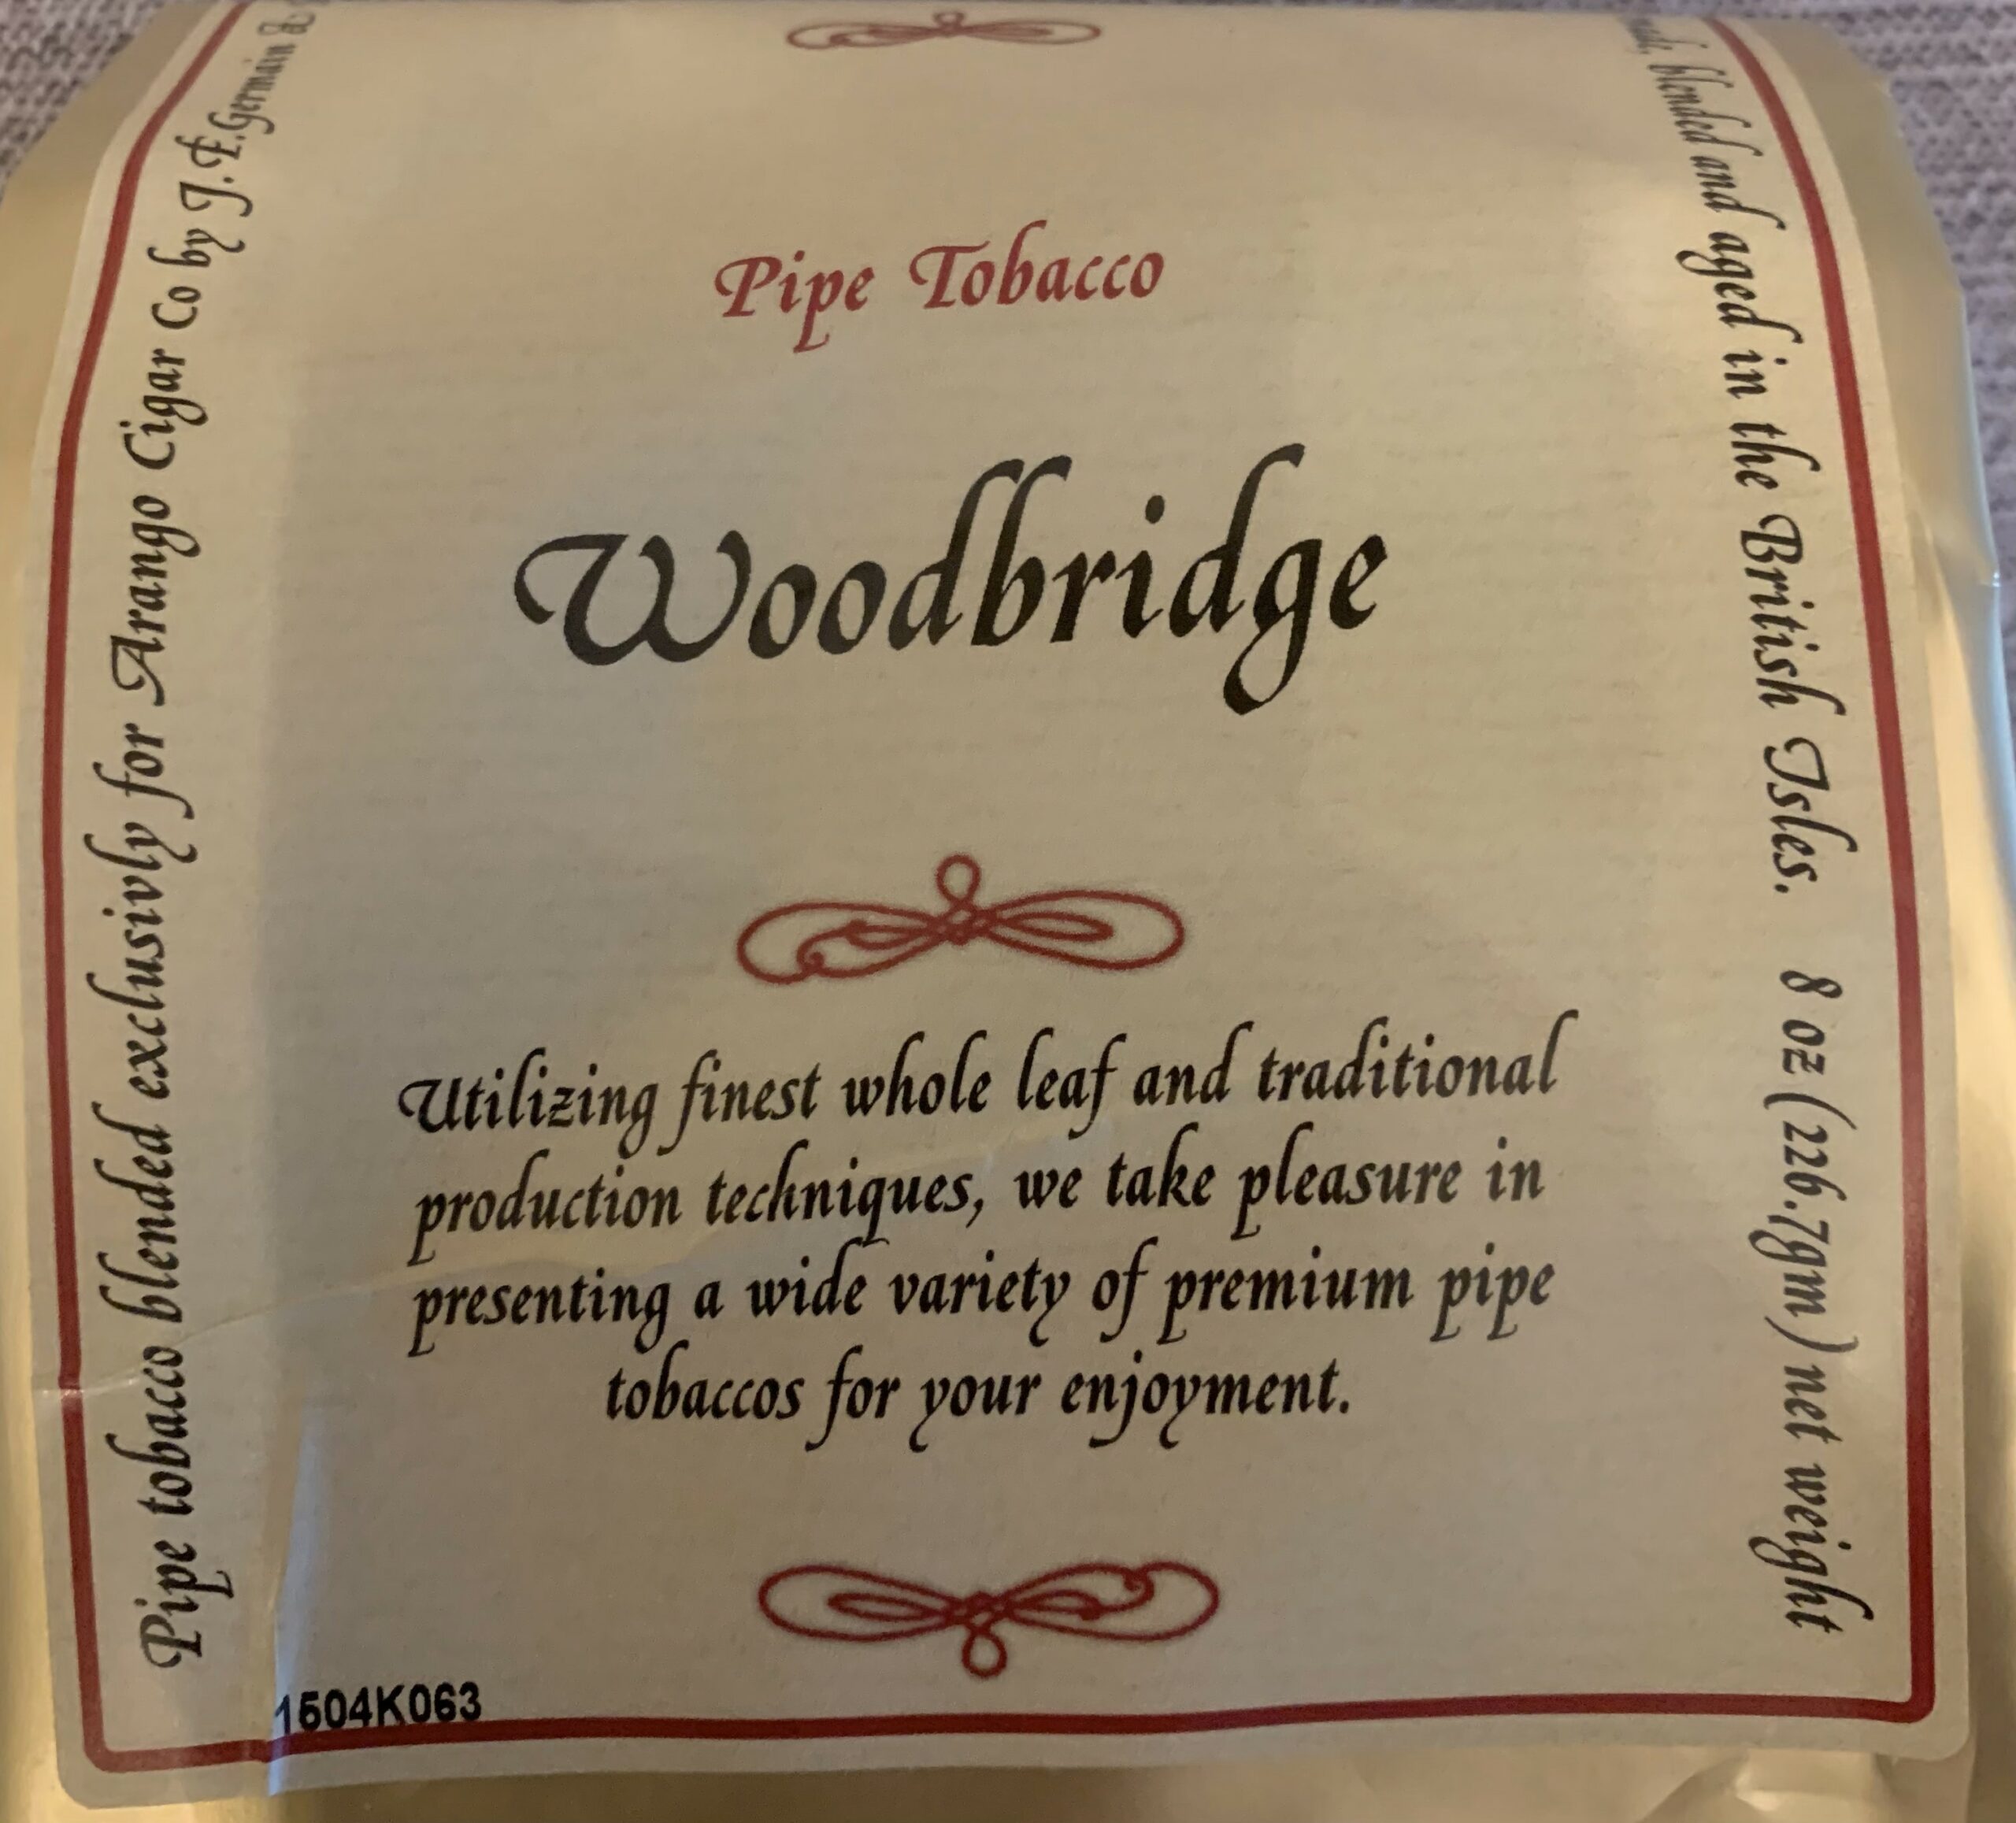 Pipe Tobacco
Woodbridge
Utilizing finest whole leaf and traditional
production techniques, we take pleasure in
presenting a wide variety of premium pipe
tobaccos for your enjoyment.
Pipe tobacco blended exclusivly for Arango Cigar Co by J.F.Germain &
blended and aged in the British Isles. 8 oz (226.7gm) net weight
1504K063